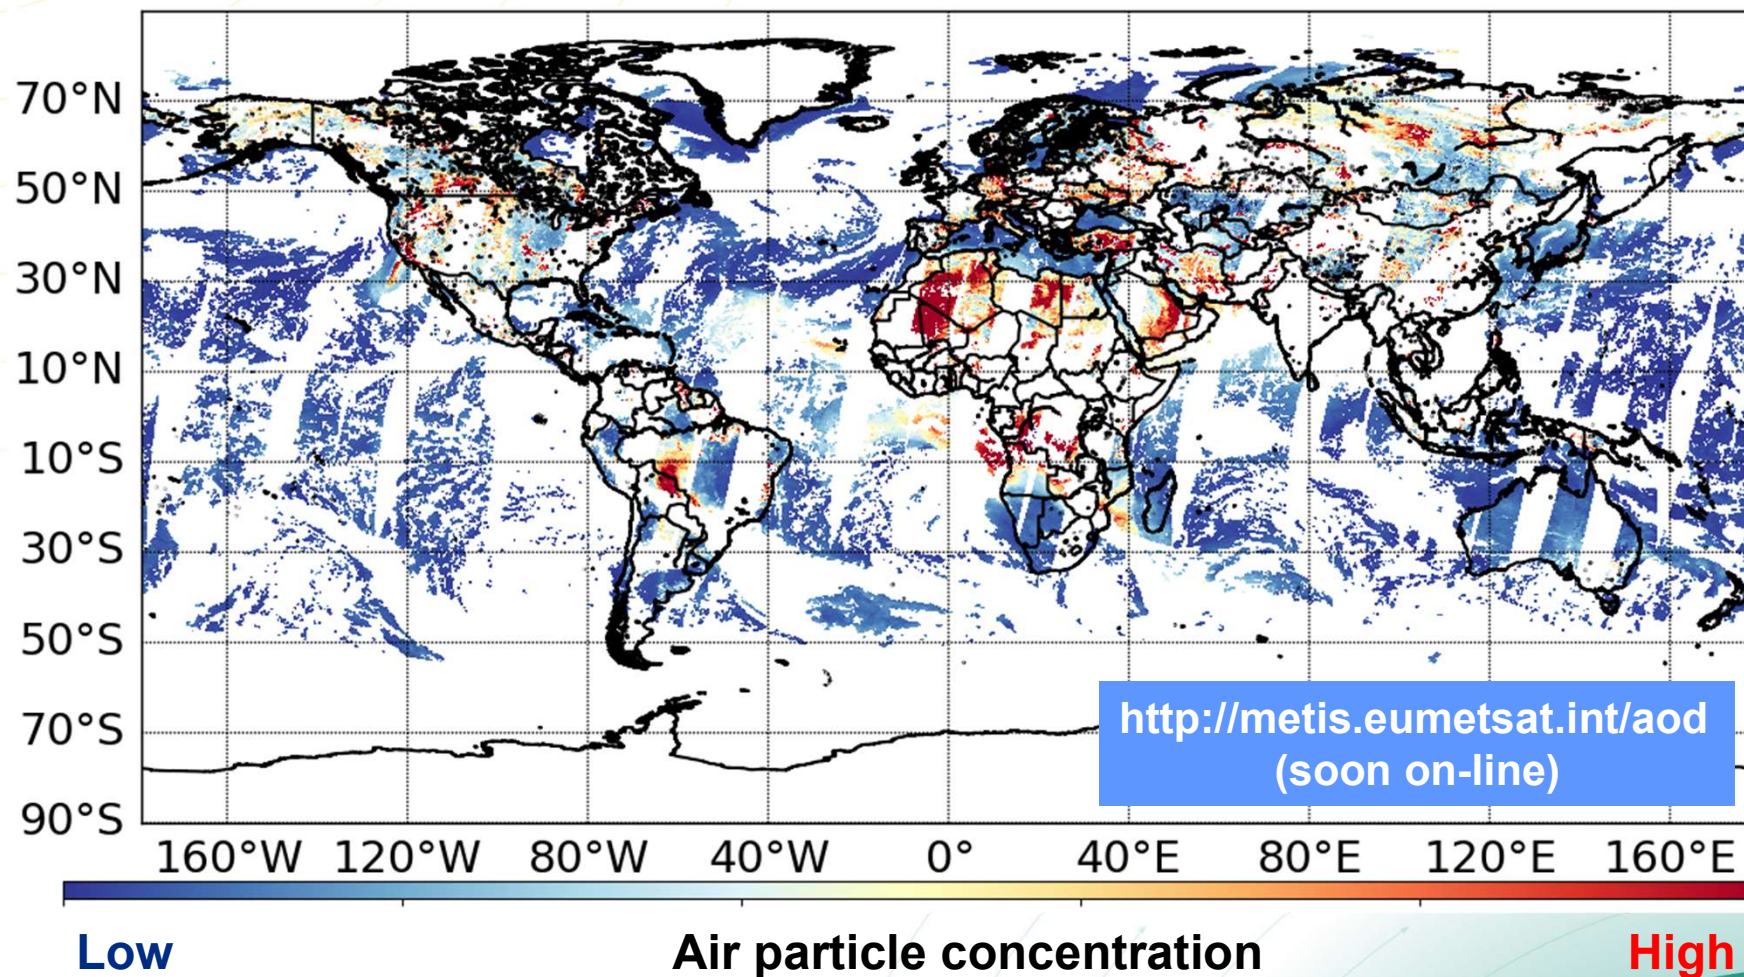 70°N
50°N
30°N
10°N
10°S
30°S
50°S
70°S
90°S
http://metis.eumetsat.int/aod
(soon on-line)
160°W 120°W 80°W 40°W 0° 40°E 80°E 120°E 160°E
Low Air particle concentration High